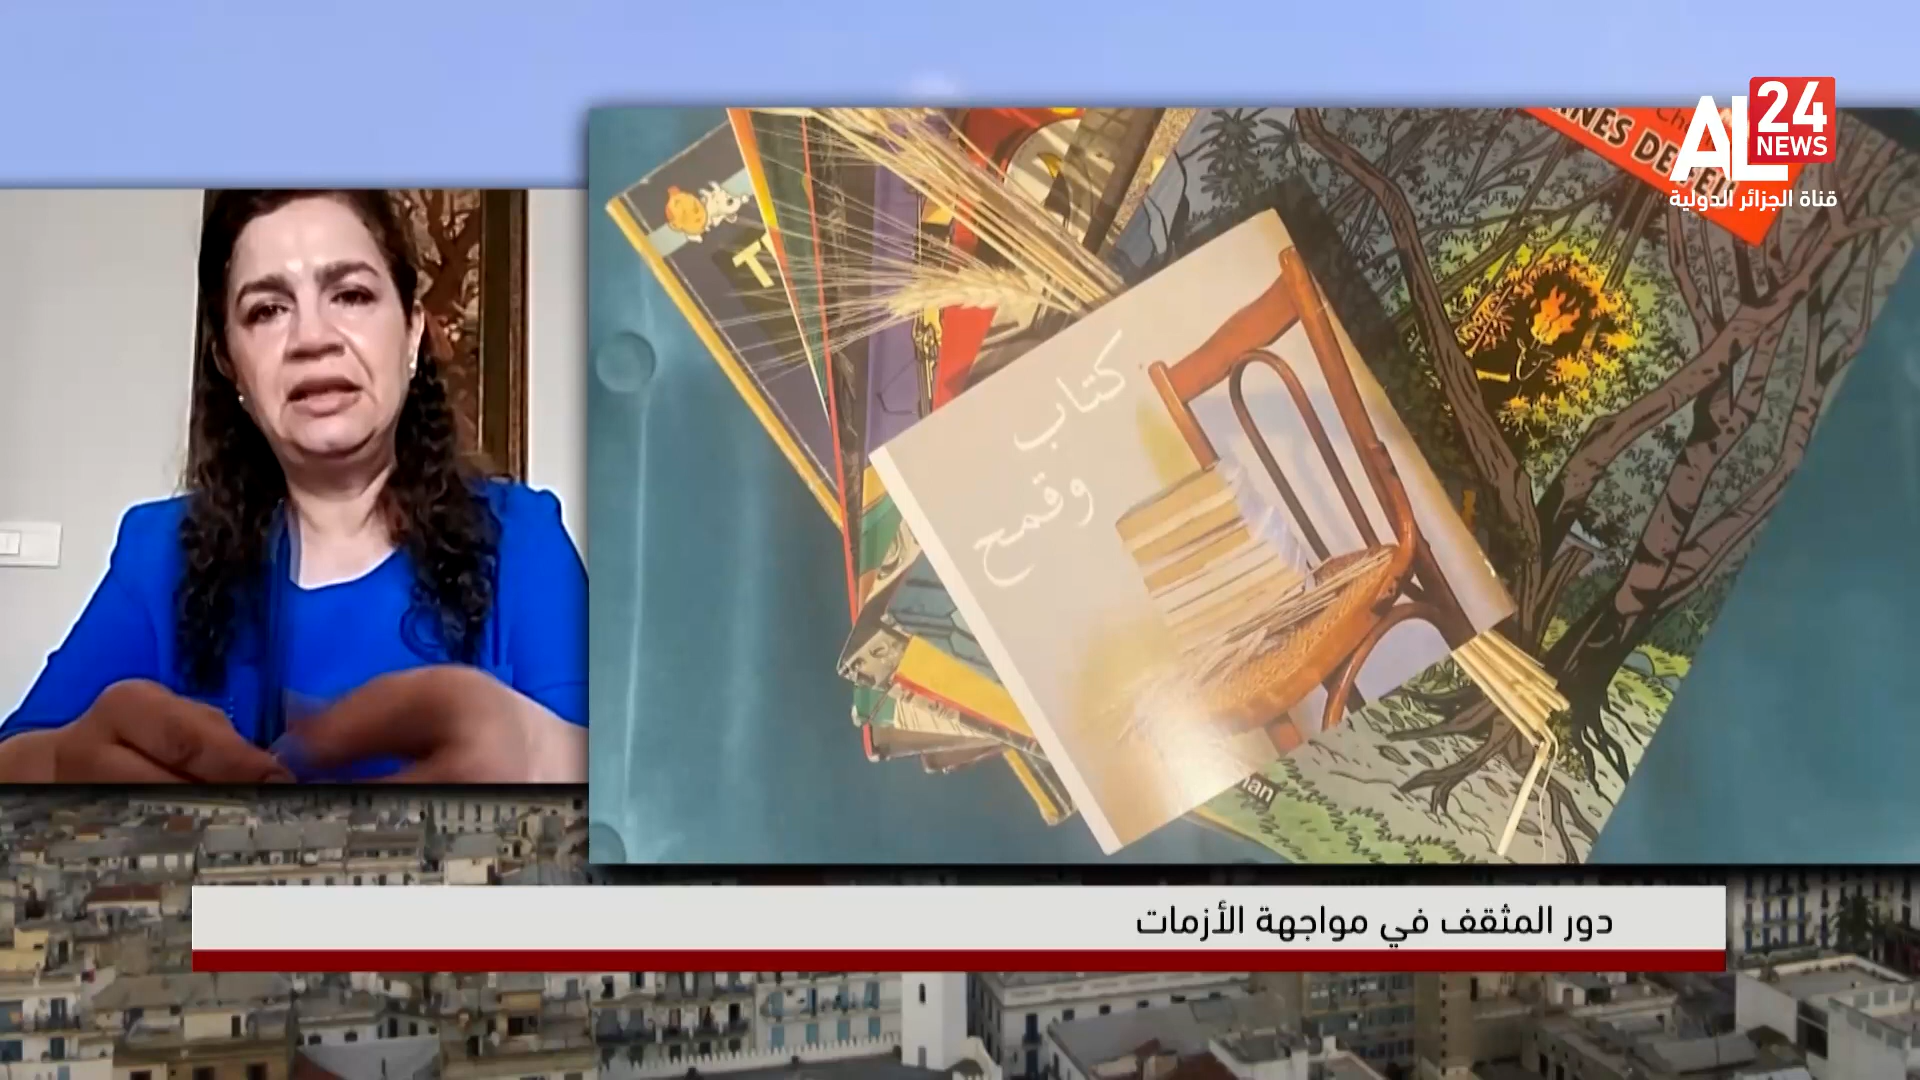 AL
24
NEWS
قناة الجزائر الدولية
كتاب
وقمح
دور المثقف في مواجهة الأزمات